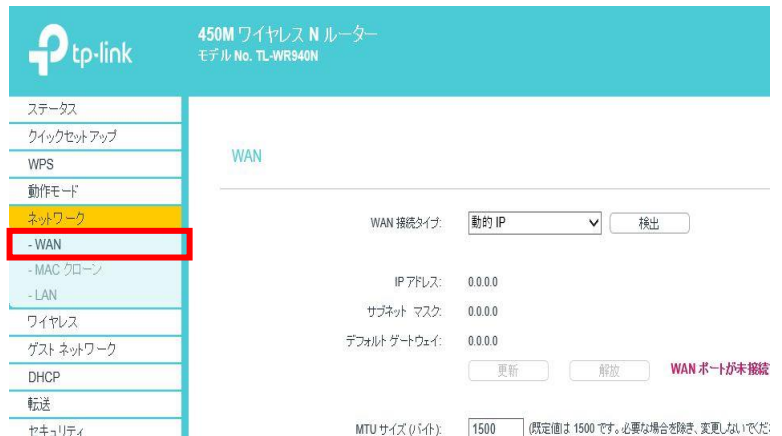 tp-link
450M ワイヤレス N ルーター
モデル No. TL-WR940N
ステータス
クイックセットアップ
WPS
動作モード
ネットワーク
- WAN
- MAC クローン
- LAN
ワイヤレス
ゲスト ネットワーク
DHCP
転送
セキュリティ
WAN
WAN 接続タイプ: 動的 IP 検出
IP アドレス: 0.0.0.0
サブネット マスク: 0.0.0.0
デフォルト ゲートウェイ: 0.0.0.0
更新 解放 WAN ポートが未接続
MTU サイズ (バイト): 1500 (既定値は 1500 です。必要な場合を除き、変更しないでくだ